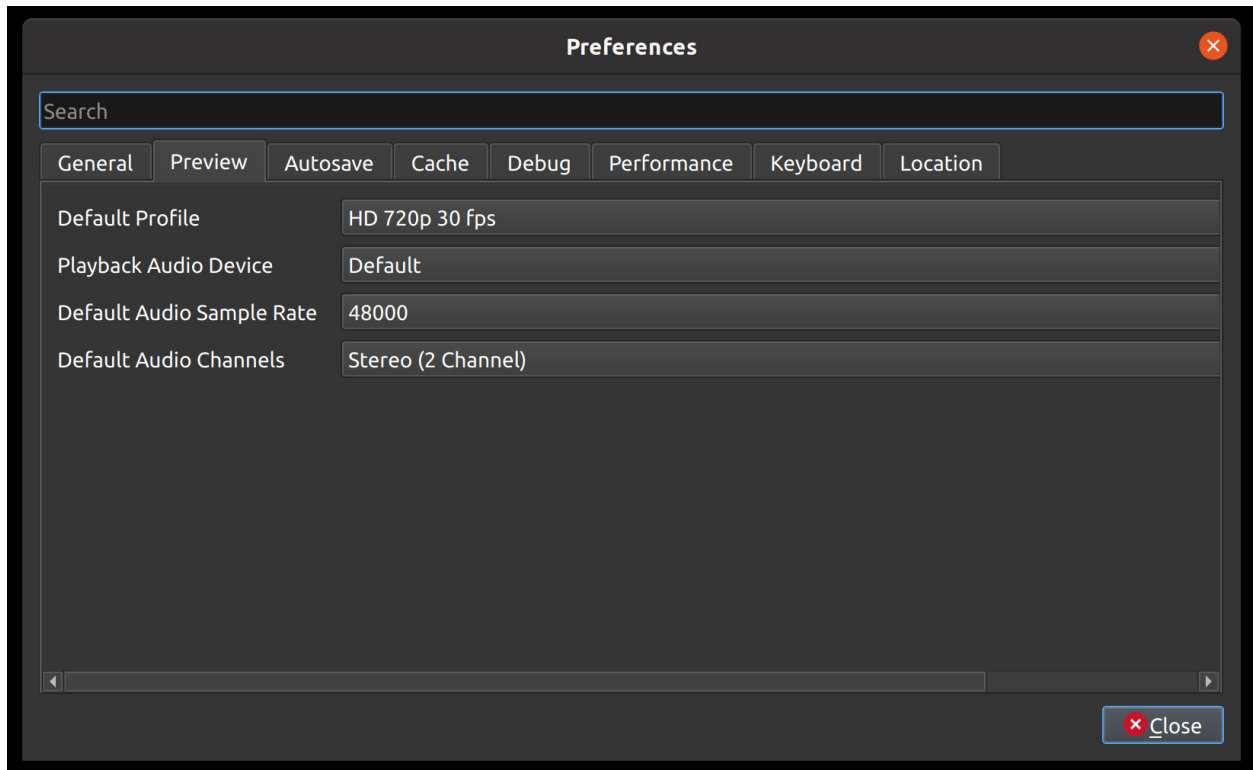 Preferences
Search
General Preview Autosave Cache Debug Performance Keyboard Location
Default Profile HD 720p 30 fps
Playback Audio Device Default
Default Audio Sample Rate 48000
Default Audio Channels Stereo (2 Channel)
Close